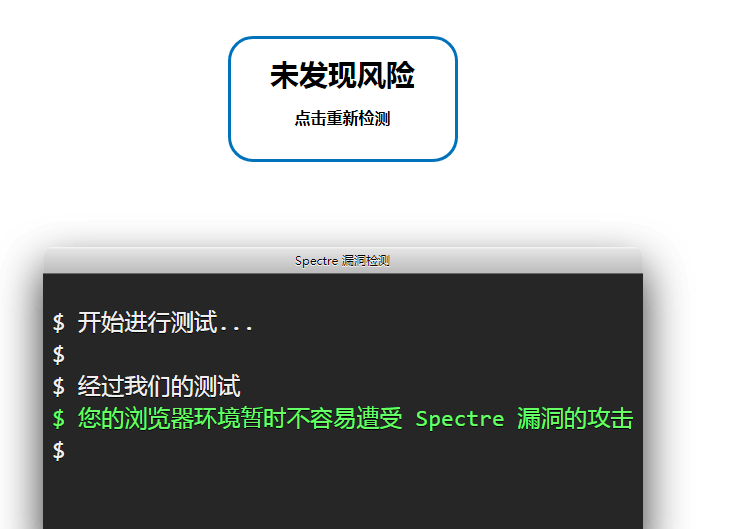 未发现风险
点击重新检测
Spectre 漏洞检测
$ 开始进行测试...
$
$ 经过我们的测试
$ 您的浏览器环境暂时不容易遭受 Spectre 漏洞的攻击
$